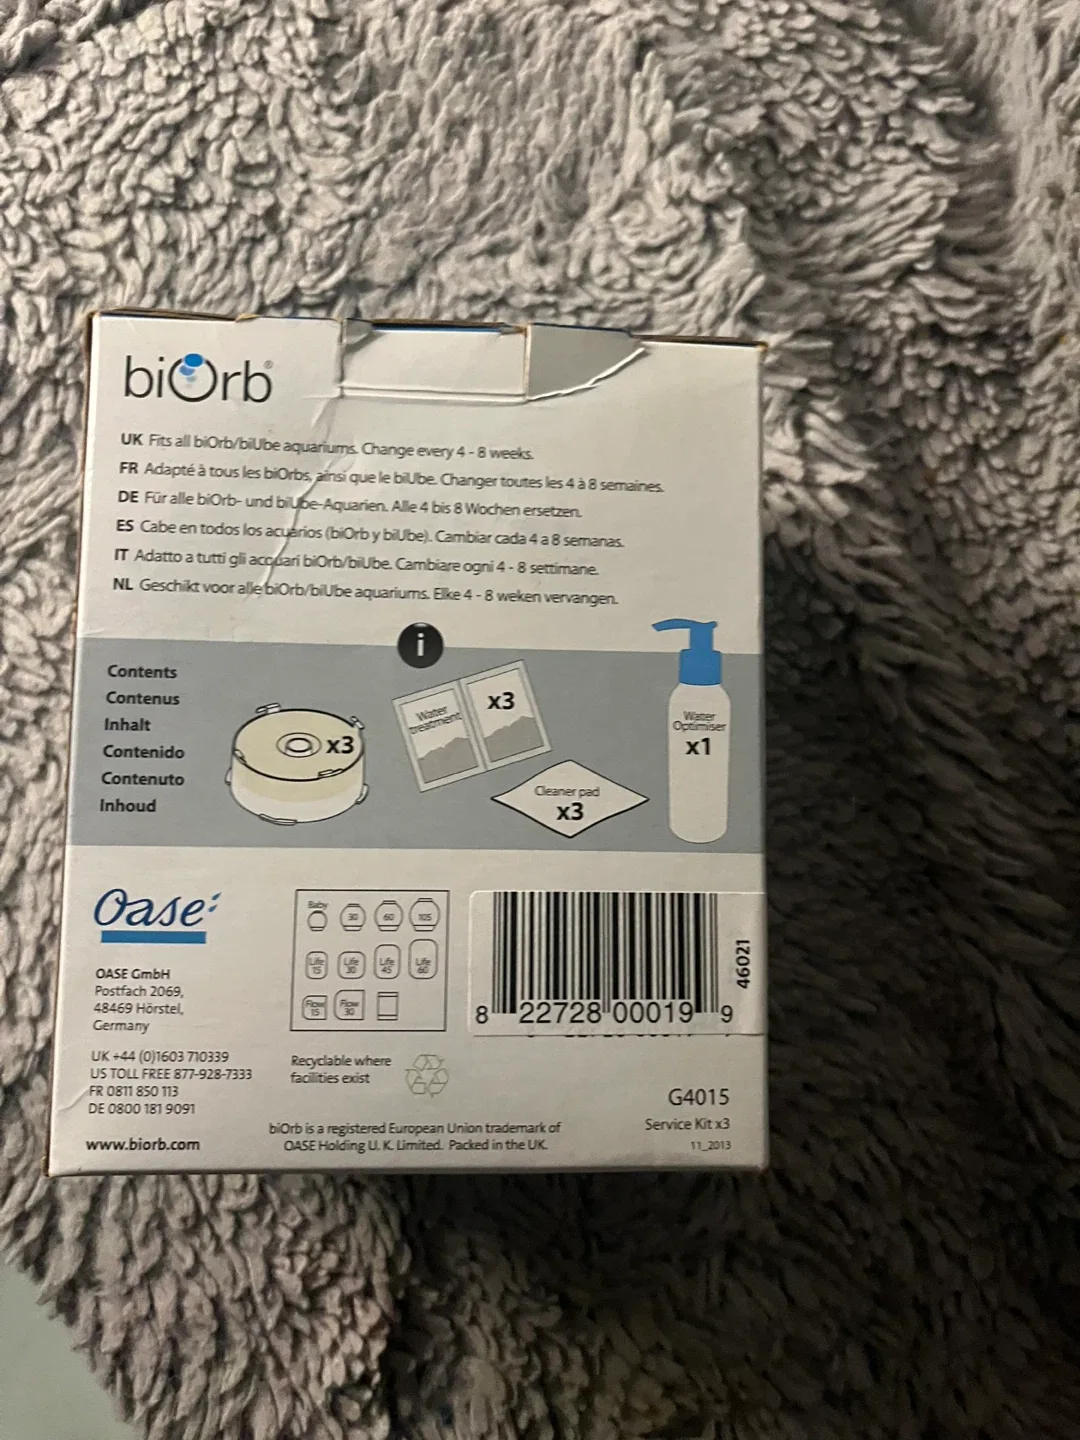 biOrb®
UK Fits all biOrb/biUbe aquariums. Change every 4 - 8 weeks.
FR Adapté à tous les biOrbs, ainsi que le biUbe. Changer toutes les 4 à 8 semaines.
DE Für alle biOrb- und biUbe-Aquarien. Alle 4 bis 8 Wochen ersetzen.
ES Cabe en todos los acuarios (biOrb y biUbe). Cambiar cada 4 a 8 semanas.
IT Adatto a tutti gli acquari biOrb/biUbe. Cambiare ogni 4 - 8 settimane.
NL Geschikt voor alle biOrb/biUbe aquariums. Elke 4 - 8 weken vervangen.
i
Contents
Contenus
Inhalt
Contenido
Contenuto
Inhoud
x3
Water
treatment
x3
Cleaner pad
x3
Water
Optimiser
x1
Oase
OASE GmbH
Postfach 2069,
48469 Hörstel,
Germany
UK +44 (0)1603 710339
US TOLL FREE 877-928-7333
FR 0811 850 113
DE 0800 181 9091
www.biorb.com
Baby 30 60 105
Life 15 Life 30 Life 45 Life 60
Flow 15 Flow 30
Recyclable where
facilities exist
biOrb is a registered European Union trademark of
OASE Holding U. K. Limited. Packed in the UK.
46021
8 22728 00019 9
G4015
Service Kit x3
11_2013